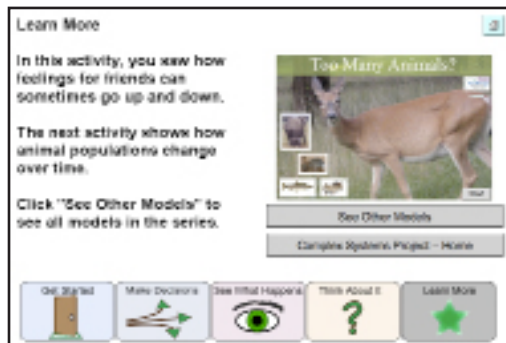 Learn More
In this activity, you saw how
feelings for friends can
sometimes go up and down.
The next activity shows how
animal populations change
over time.
Click "See Other Models" to
see all models in the series.
Too Many Animals?
See Other Models
Complex Systems Project - Home
Get Started
Make Decisions
See What Happens
Think About It
Learn More